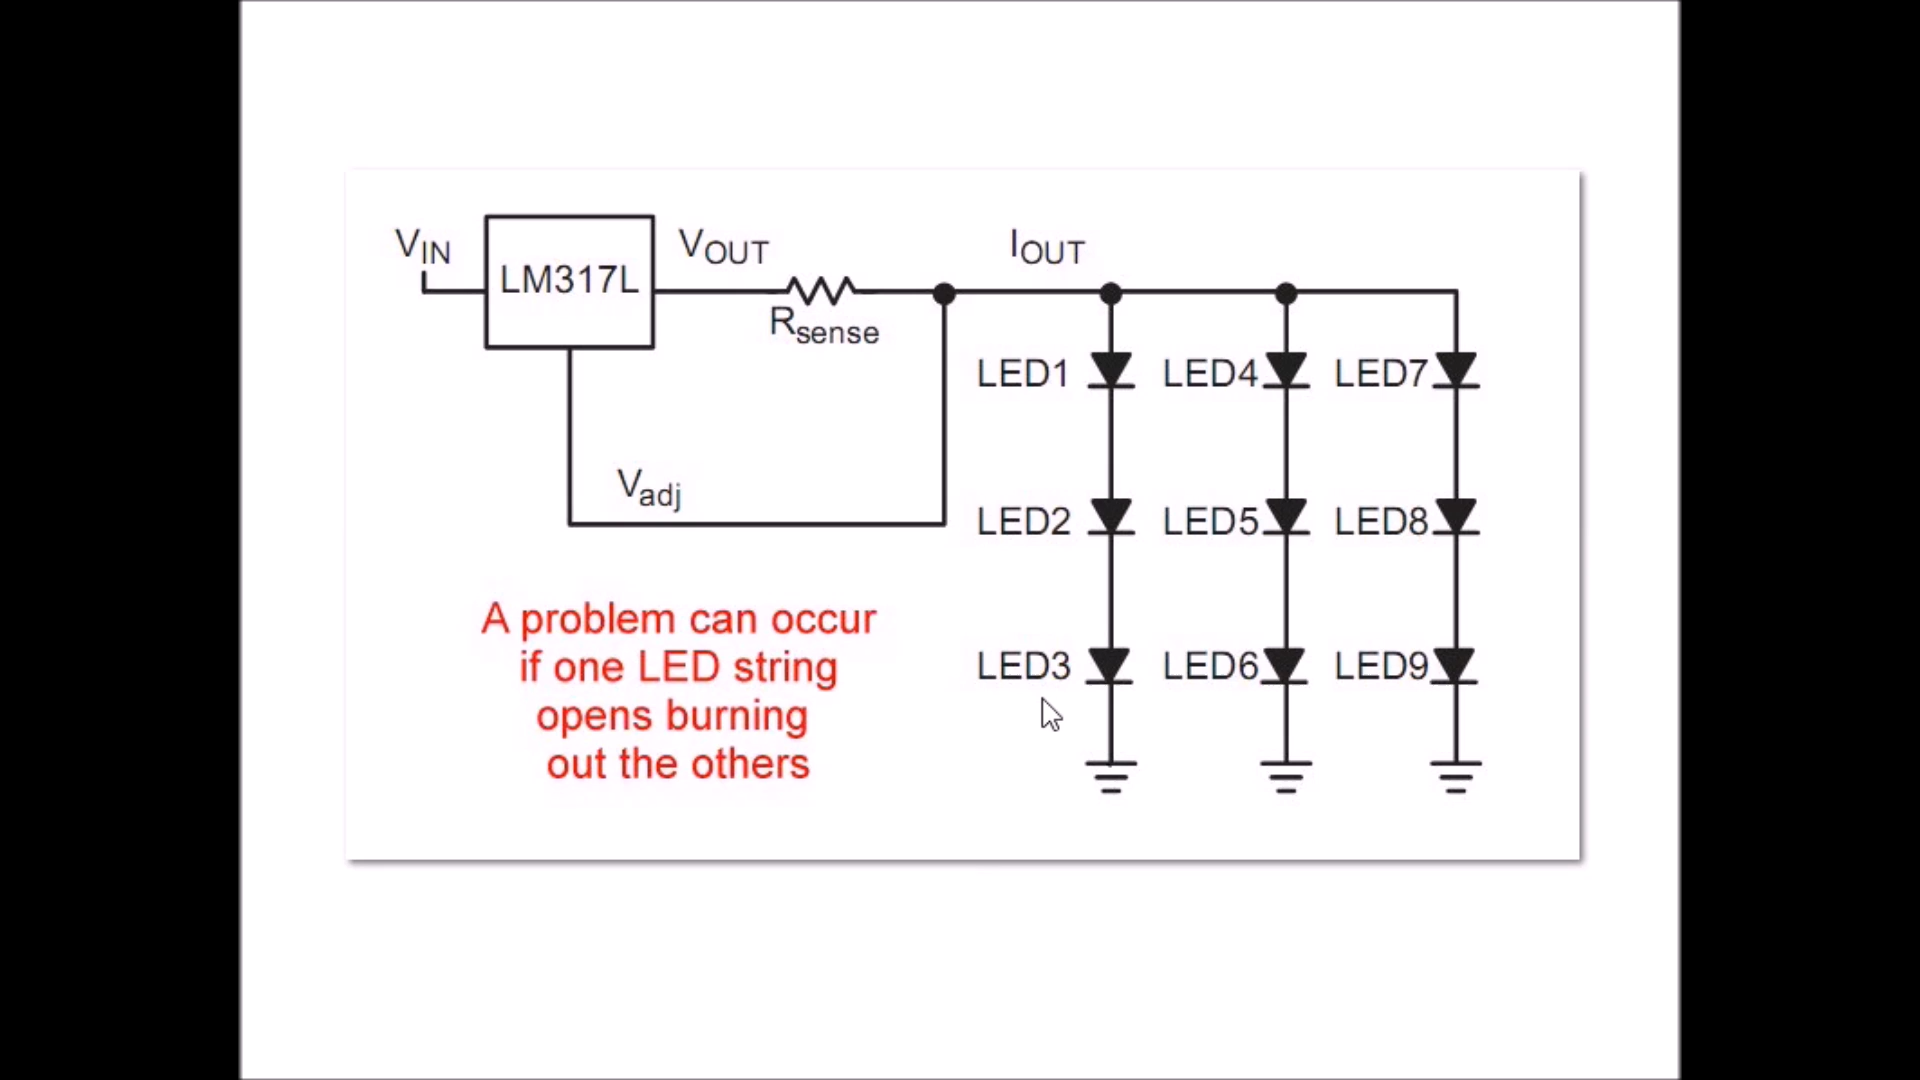 VIN
LM317L
VOUT
IOUT
Rsense
LED1
LED4
LED7
Vadj
LED2
LED5
LED8
A problem can occur
if one LED string
opens burning
out the others
LED3
LED6
LED9